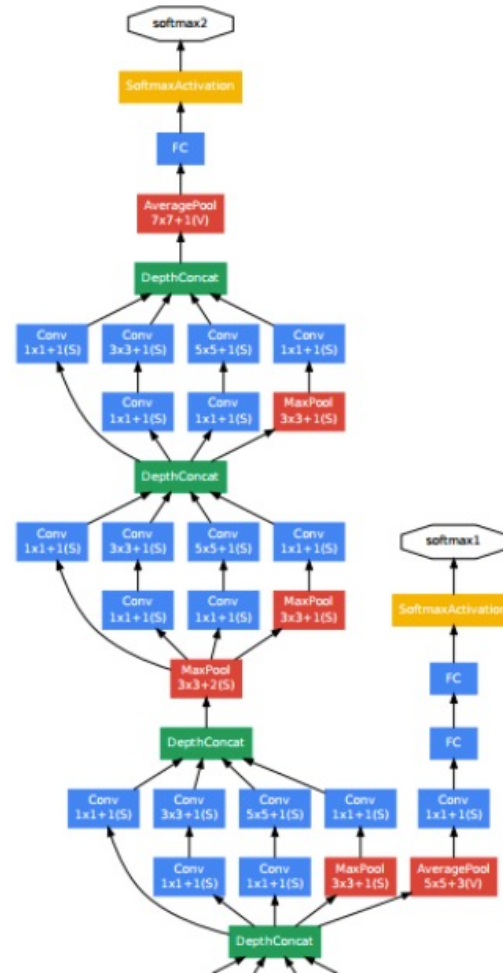 softmax2
SoftmaxActivation
FC
AveragePool
7x7+1(V)
DepthConcat
Conv
1x1+1(S)
Conv
3x3+1(S)
Conv
5x5+1(S)
Conv
1x1+1(S)
Conv
1x1+1(S)
Conv
1x1+1(S)
MaxPool
3x3+1(S)
DepthConcat
Conv
1x1+1(S)
Conv
3x3+1(S)
Conv
5x5+1(S)
Conv
1x1+1(S)
softmax1
Conv
1x1+1(S)
Conv
1x1+1(S)
MaxPool
3x3+1(S)
SoftmaxActivation
MaxPool
3x3+2(S)
FC
DepthConcat
FC
Conv
1x1+1(S)
Conv
3x3+1(S)
Conv
5x5+1(S)
Conv
1x1+1(S)
Conv
1x1+1(S)
Conv
1x1+1(S)
Conv
1x1+1(S)
MaxPool
3x3+1(S)
AveragePool
5x5+3(V)
DepthConcat